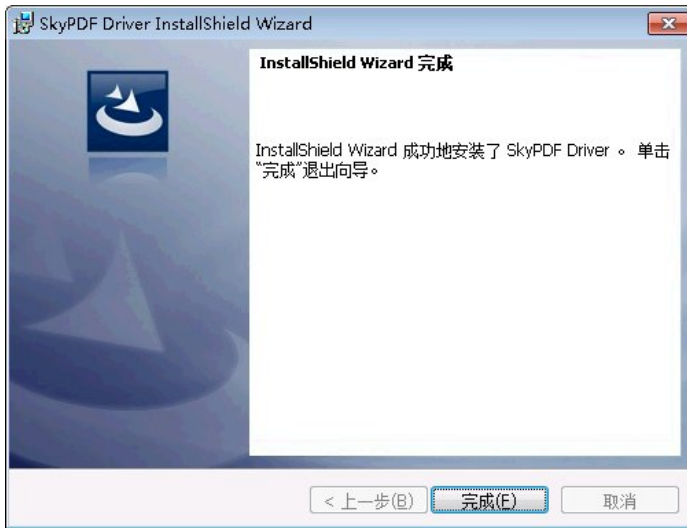 SkyPDF Driver InstallShield Wizard
InstallShield Wizard 完成
InstallShield Wizard 成功地安装了 SkyPDF Driver 。 单击
“完成”退出向导。
< 上一步(B)
完成(F)
取消